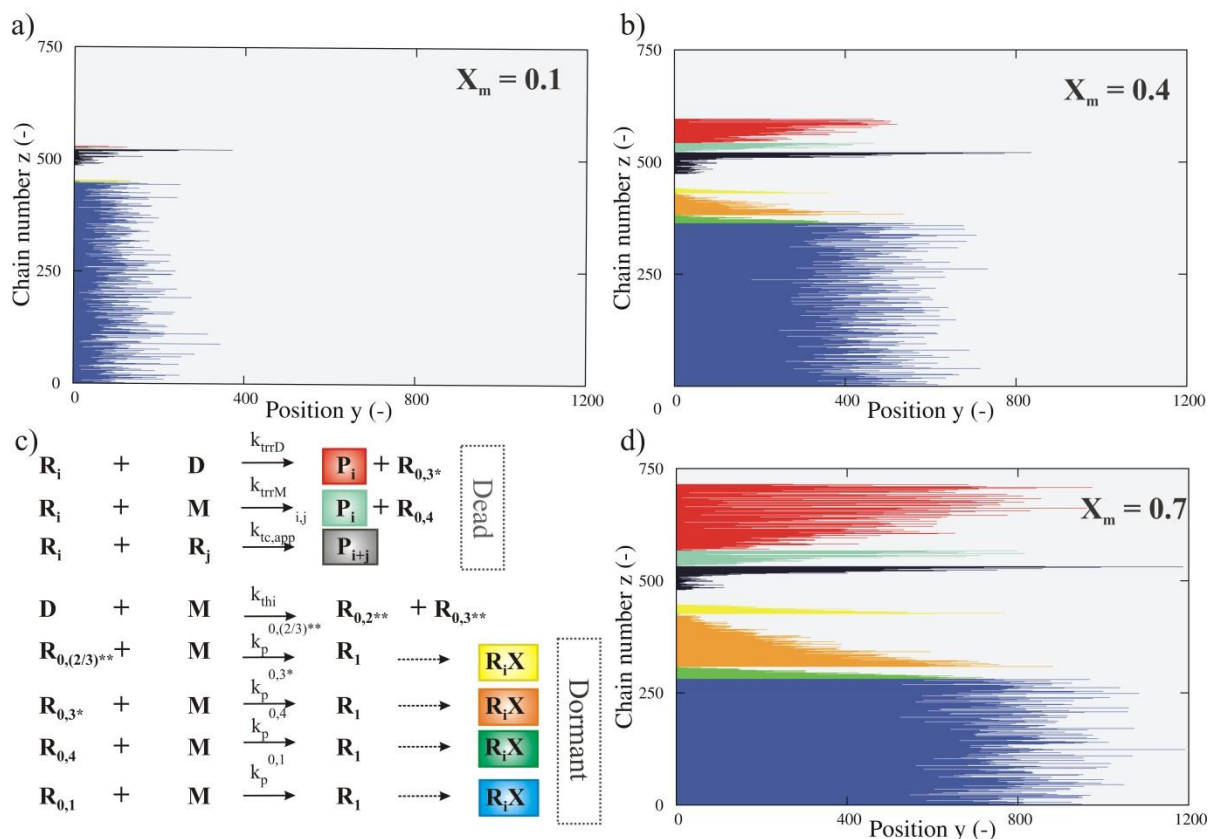 a)
750
X_m = 0.1
500
Chain number z (-)
250
0
0
400
800
1200
Position y (-)
b)
750
X_m = 0.4
500
Chain number z (-)
250
0
0
400
800
1200
Position y (-)
c)
R_i + D k_trrD P_i + R_0,3*
R_i + M k_trrM P_i + R_0,4
R_i + R_j i,j k_tc,app P_i+j
Dead
D + M k_thi R_0,2** + R_0,3**
R_0,(2/3)** + M k_p 0,(2/3)** R_1 R_iX
R_0,3* + M k_p 0,3* R_1 R_iX
R_0,4 + M k_p 0,4 R_1 R_iX
R_0,1 + M k_p 0,1 R_1 R_iX
Dormant
d)
750
X_m = 0.7
500
Chain number z (-)
250
0
0
400
800
1200
Position y (-)